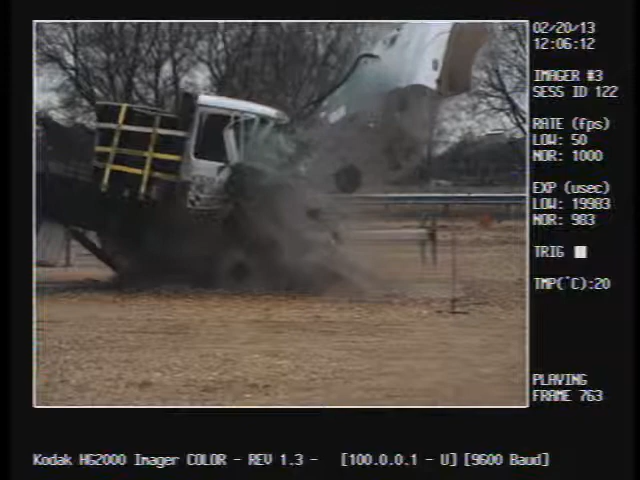 02/20/13
12:06:12
IMAGER #3
SESS ID 122
RATE (fps)
LOW: 50
NOR: 1000
EXP (usec)
LOW: 19983
NOR: 983
TRIG
TMP(°C):20
PLAYING
FRAME 763
Kodak HG2000 Imager COLOR - REV 1.3 - [100.0.0.1 - U] [9600 Baud]